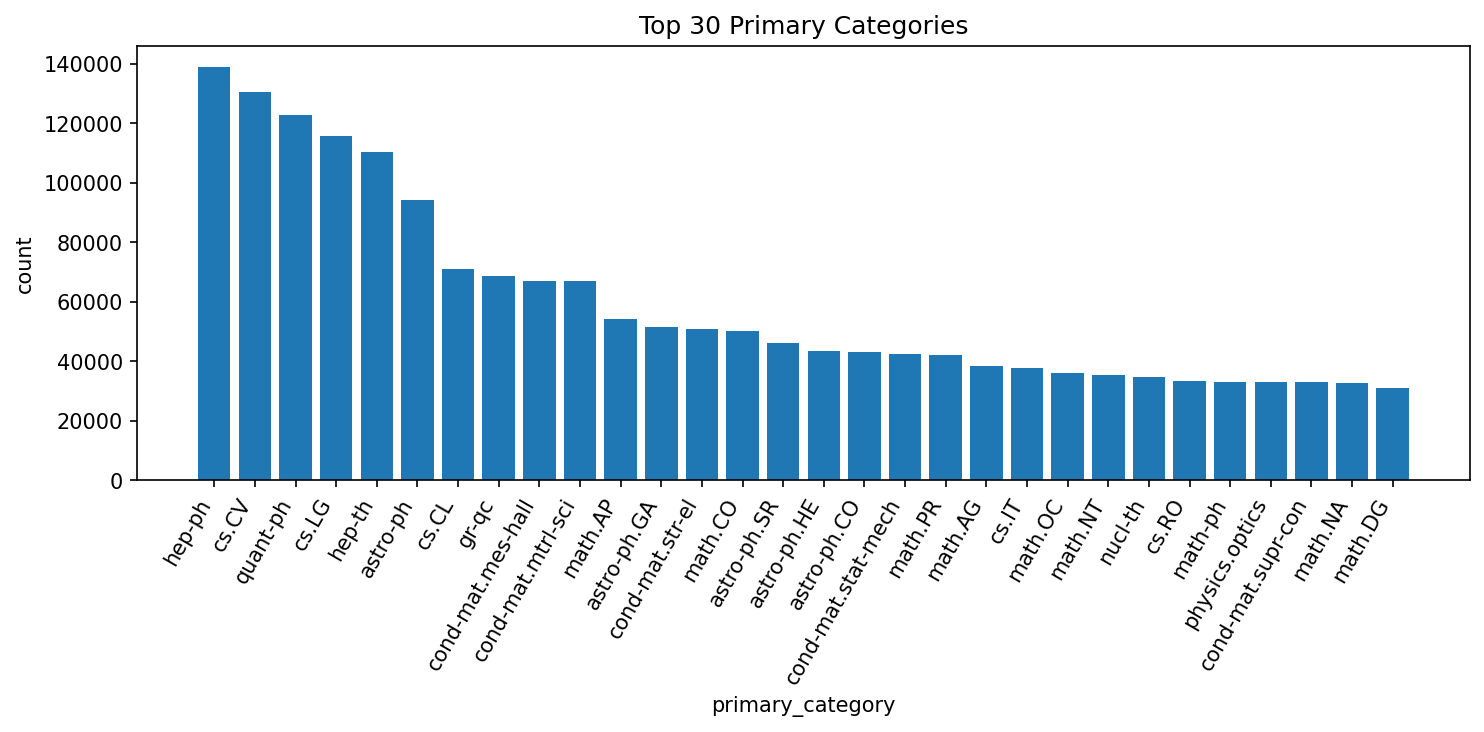 Top 30 Primary Categories
140000
120000
100000
80000
60000
40000
20000
0
count
hep-ph
cs.CV
quant-ph
cs.LG
hep-th
astro-ph
cs.CL
gr-qc
cond-mat.mes-hall
cond-mat.mtrl-sci
math.AP
astro-ph.GA
cond-mat.str-el
math.CO
astro-ph.SR
astro-ph.HE
astro-ph.CO
cond-mat.stat-mech
math.PR
math.AG
cs.IT
math.OC
math.NT
nucl-th
cs.RO
math-ph
physics.optics
cond-mat.supr-con
math.NA
math.DG
primary_category